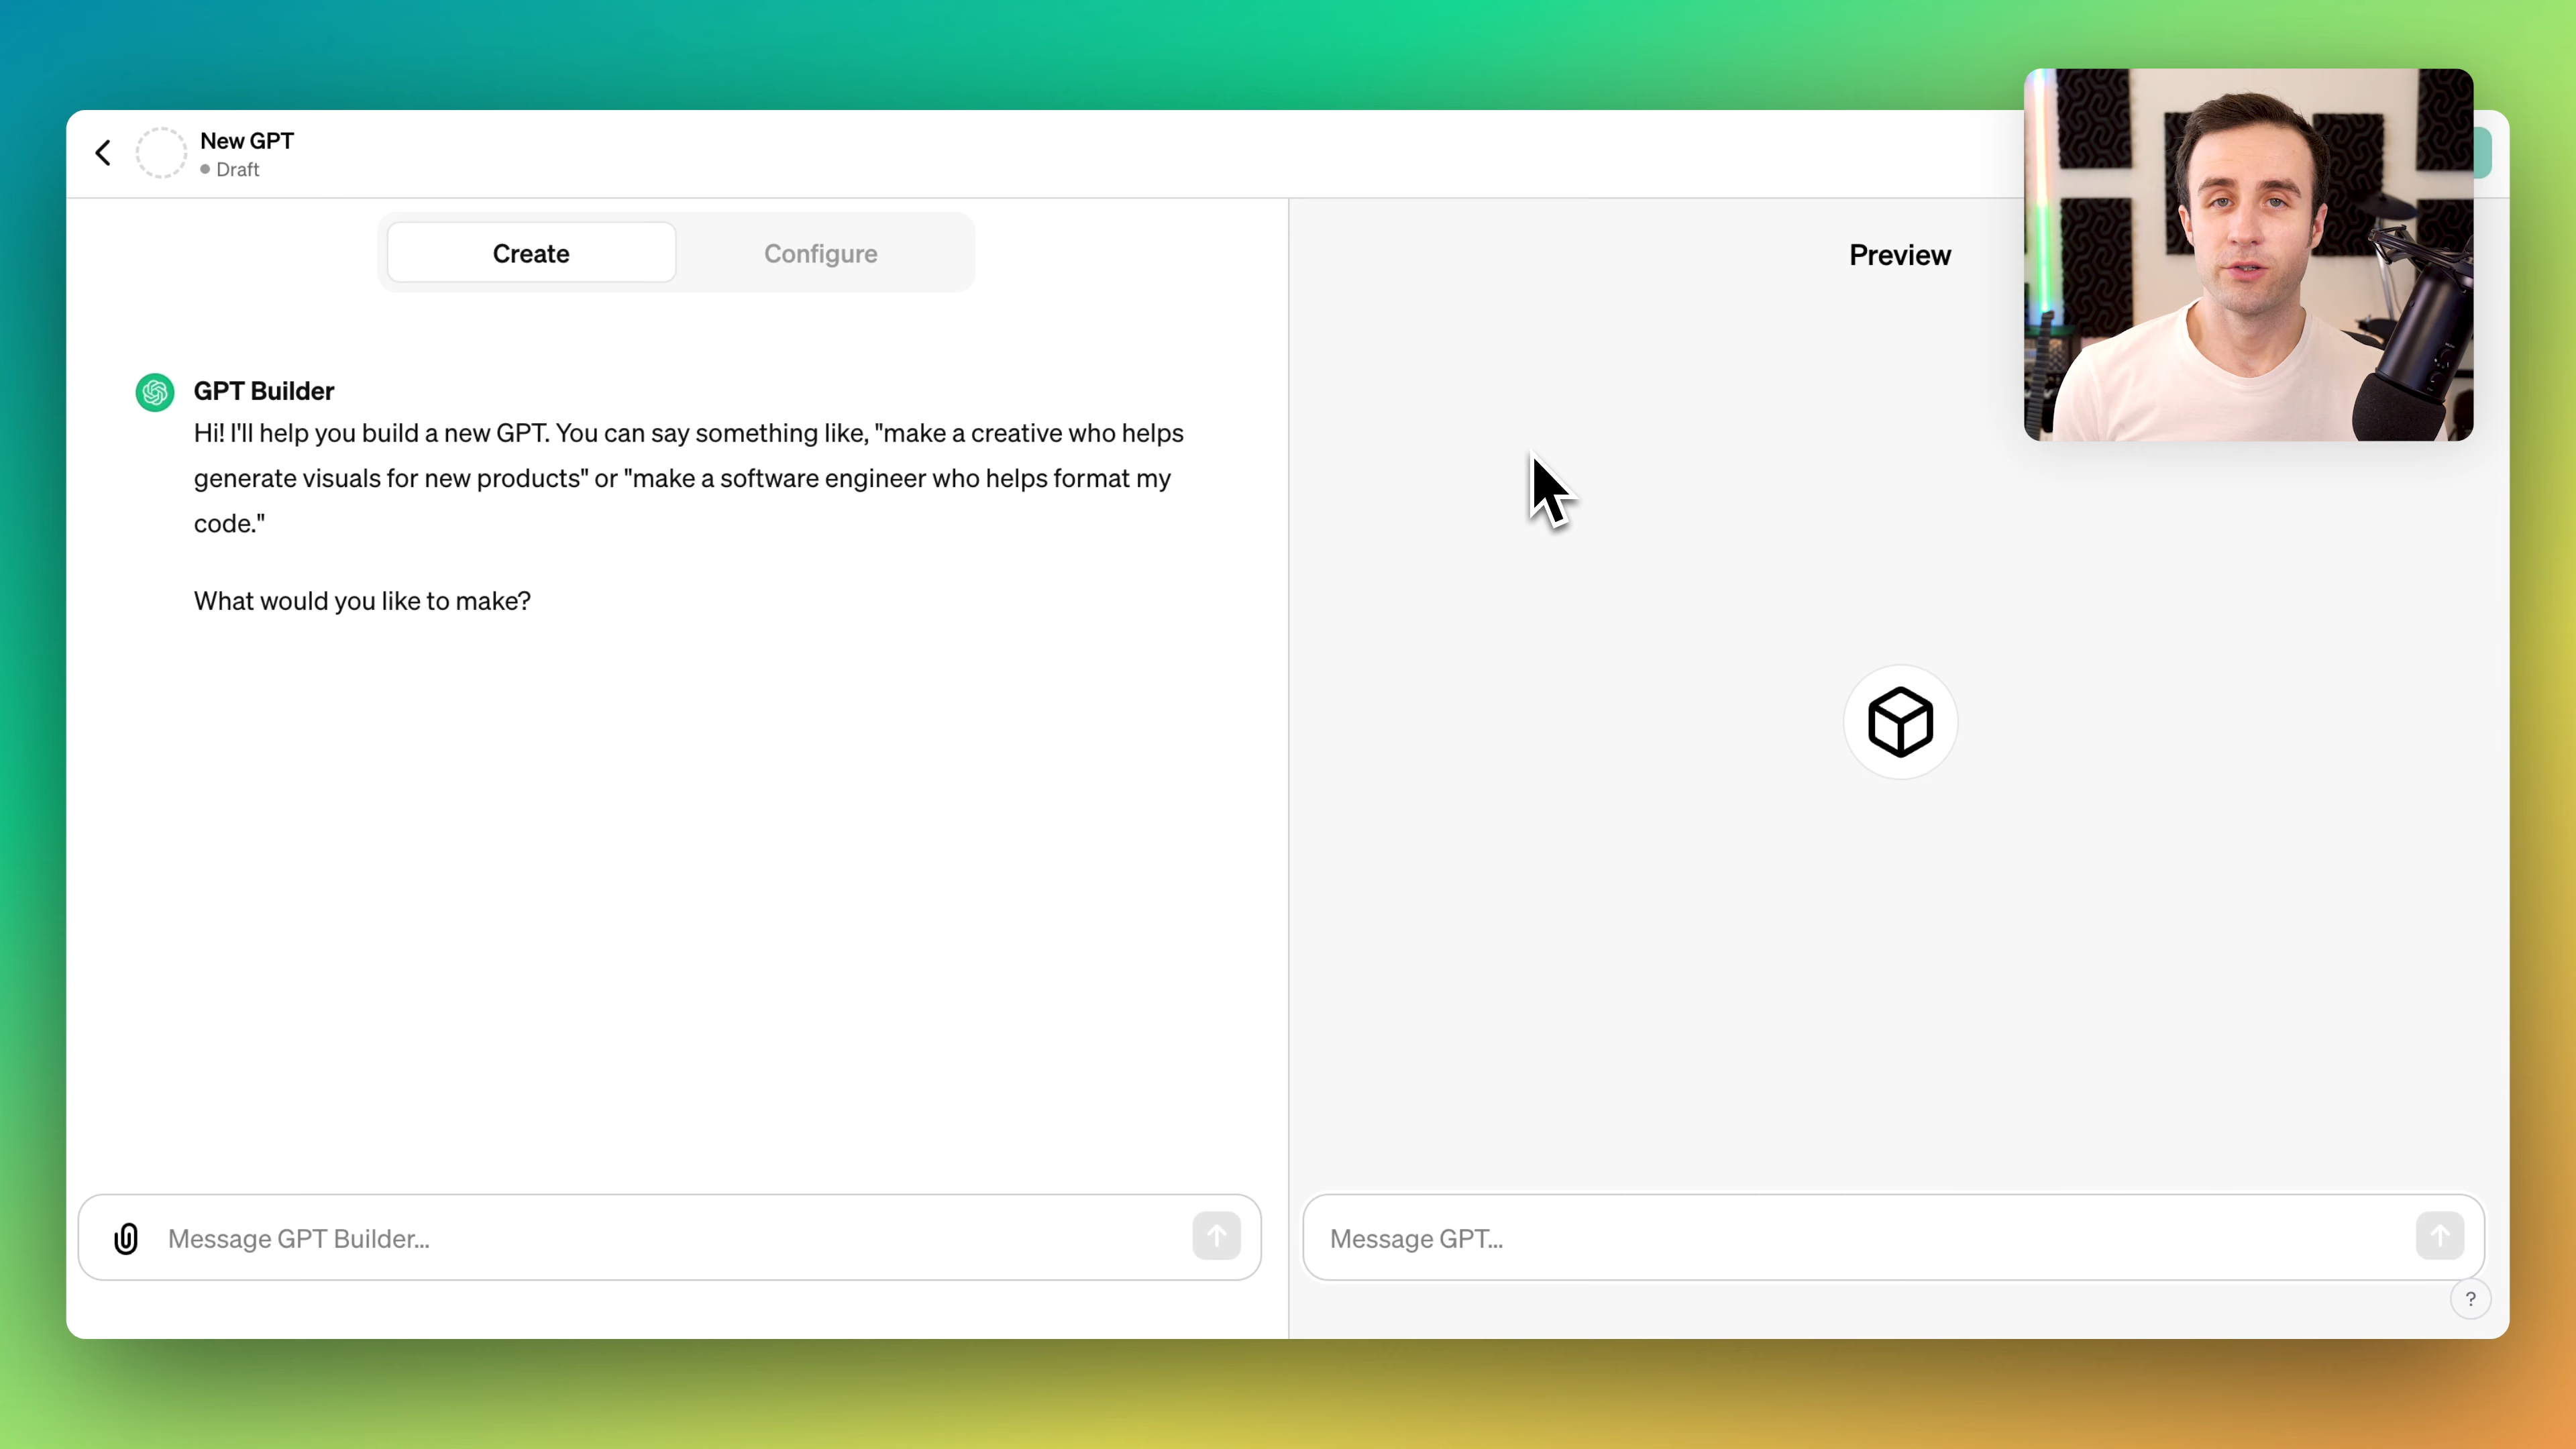 New GPT
Draft
Create
Configure
Preview
GPT Builder
Hi! I'll help you build a new GPT. You can say something like, "make a creative who helps
generate visuals for new products" or "make a software engineer who helps format my
code."
What would you like to make?
Message GPT Builder...
Message GPT...
?